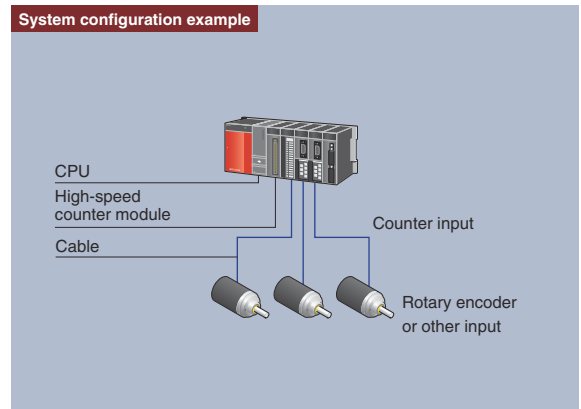 System configuration example
CPU
High-speed
counter module
Cable
Counter input
Rotary encoder
or other input